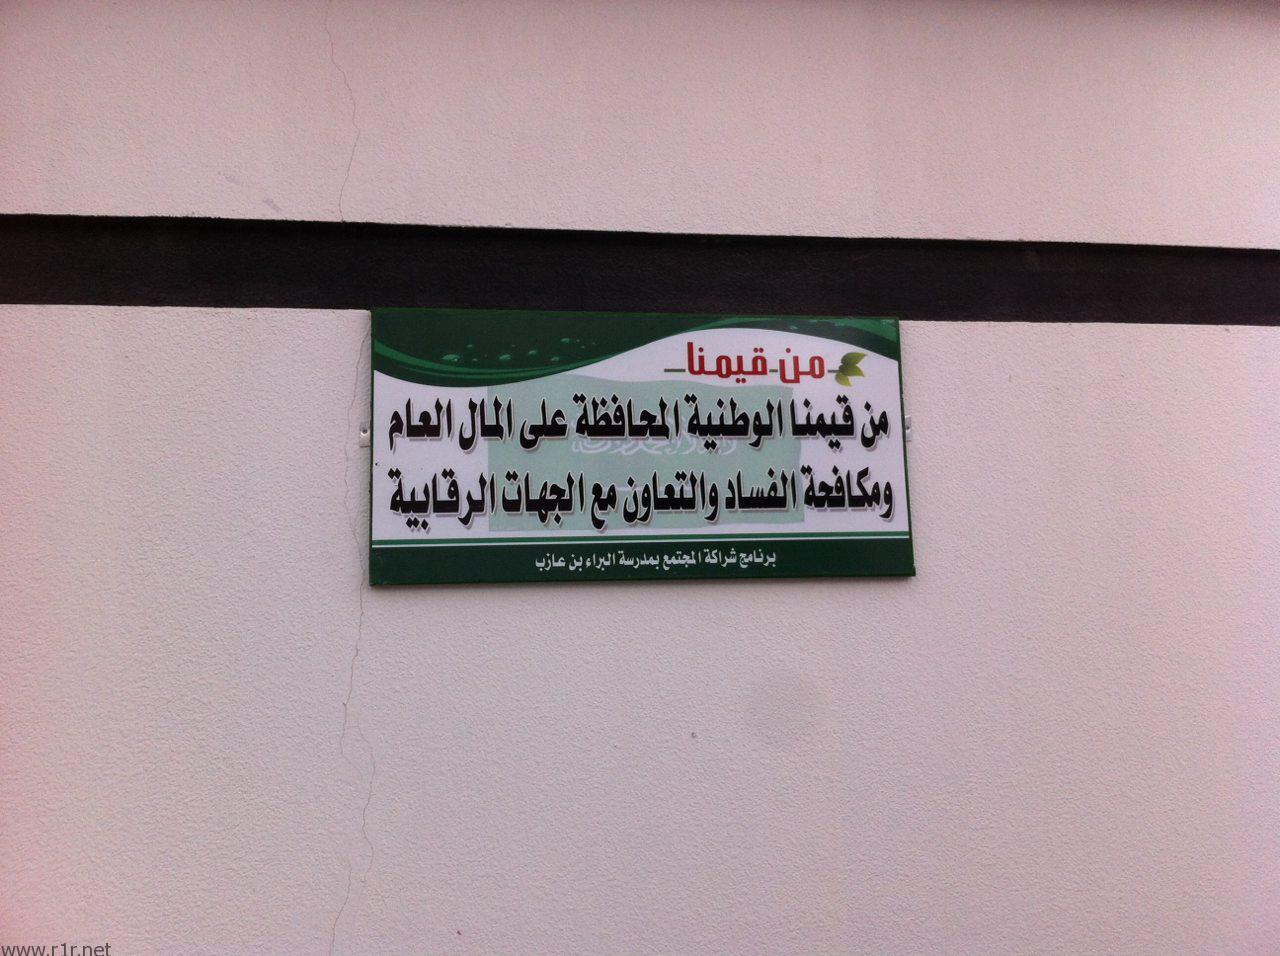 من قيمنا
من قيمنا الوطنية المحافظة على المال العام
ومكافحة الفساد والتعاون مع الجهات الرقابية
برنامج شراكة المجتمع بمدرسة البراء بن عازب
www.r1r.net